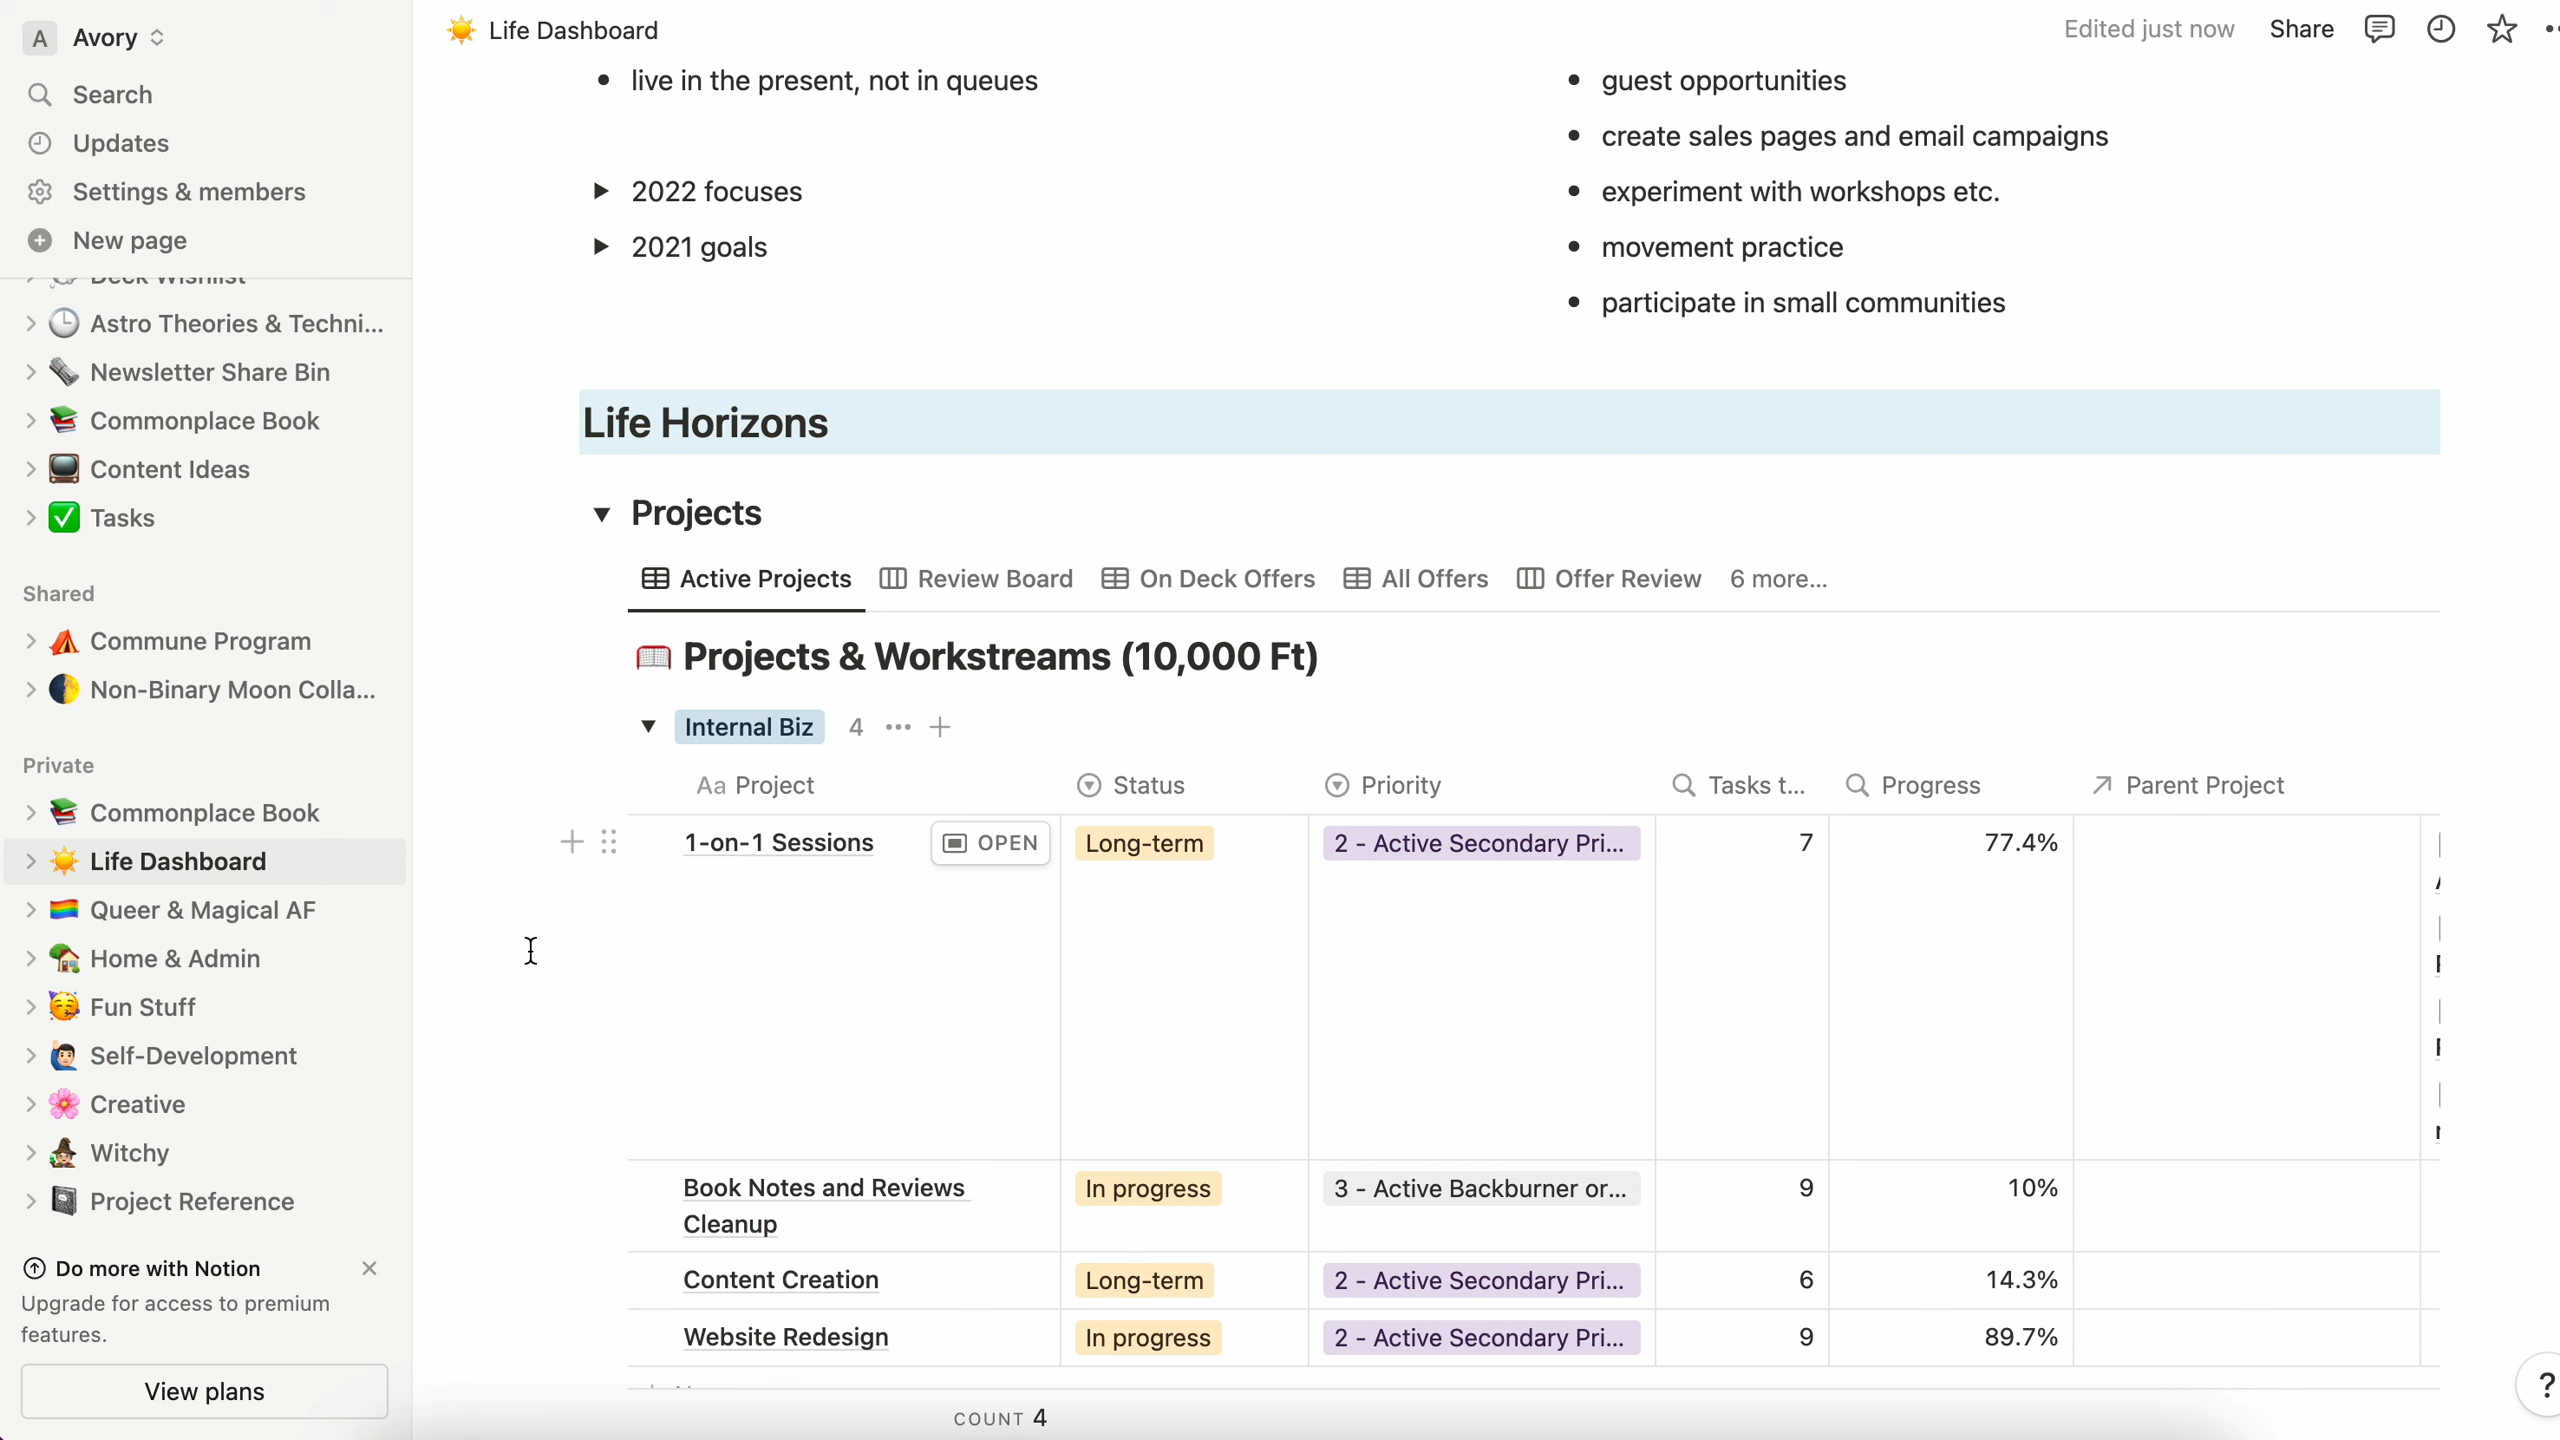 A Avory
Search
Updates
Settings & members
New page
Deck Wishlist
Astro Theories & Techni...
Newsletter Share Bin
Commonplace Book
Content Ideas
Tasks
Shared
Commune Program
Non-Binary Moon Colla...
Private
Commonplace Book
Life Dashboard
Queer & Magical AF
Home & Admin
Fun Stuff
Self-Development
Creative
Witchy
Project Reference
Do more with Notion
Upgrade for access to premium
features.
View plans
Life Dashboard
Edited just now Share
• live in the present, not in queues
2022 focuses
2021 goals
• guest opportunities
• create sales pages and email campaigns
• experiment with workshops etc.
• movement practice
• participate in small communities
Life Horizons
Projects
Active Projects Review Board On Deck Offers All Offers Offer Review 6 more...
Projects & Workstreams (10,000 Ft)
Internal Biz 4 ... +
Aa Project Status Priority Tasks t... Progress Parent Project
1-on-1 Sessions OPEN Long-term 2 - Active Secondary Pri... 7 77.4%
Book Notes and Reviews In progress 3 - Active Backburner or... 9 10%
Cleanup
Content Creation Long-term 2 - Active Secondary Pri... 6 14.3%
Website Redesign In progress 2 - Active Secondary Pri... 9 89.7%
COUNT 4
?